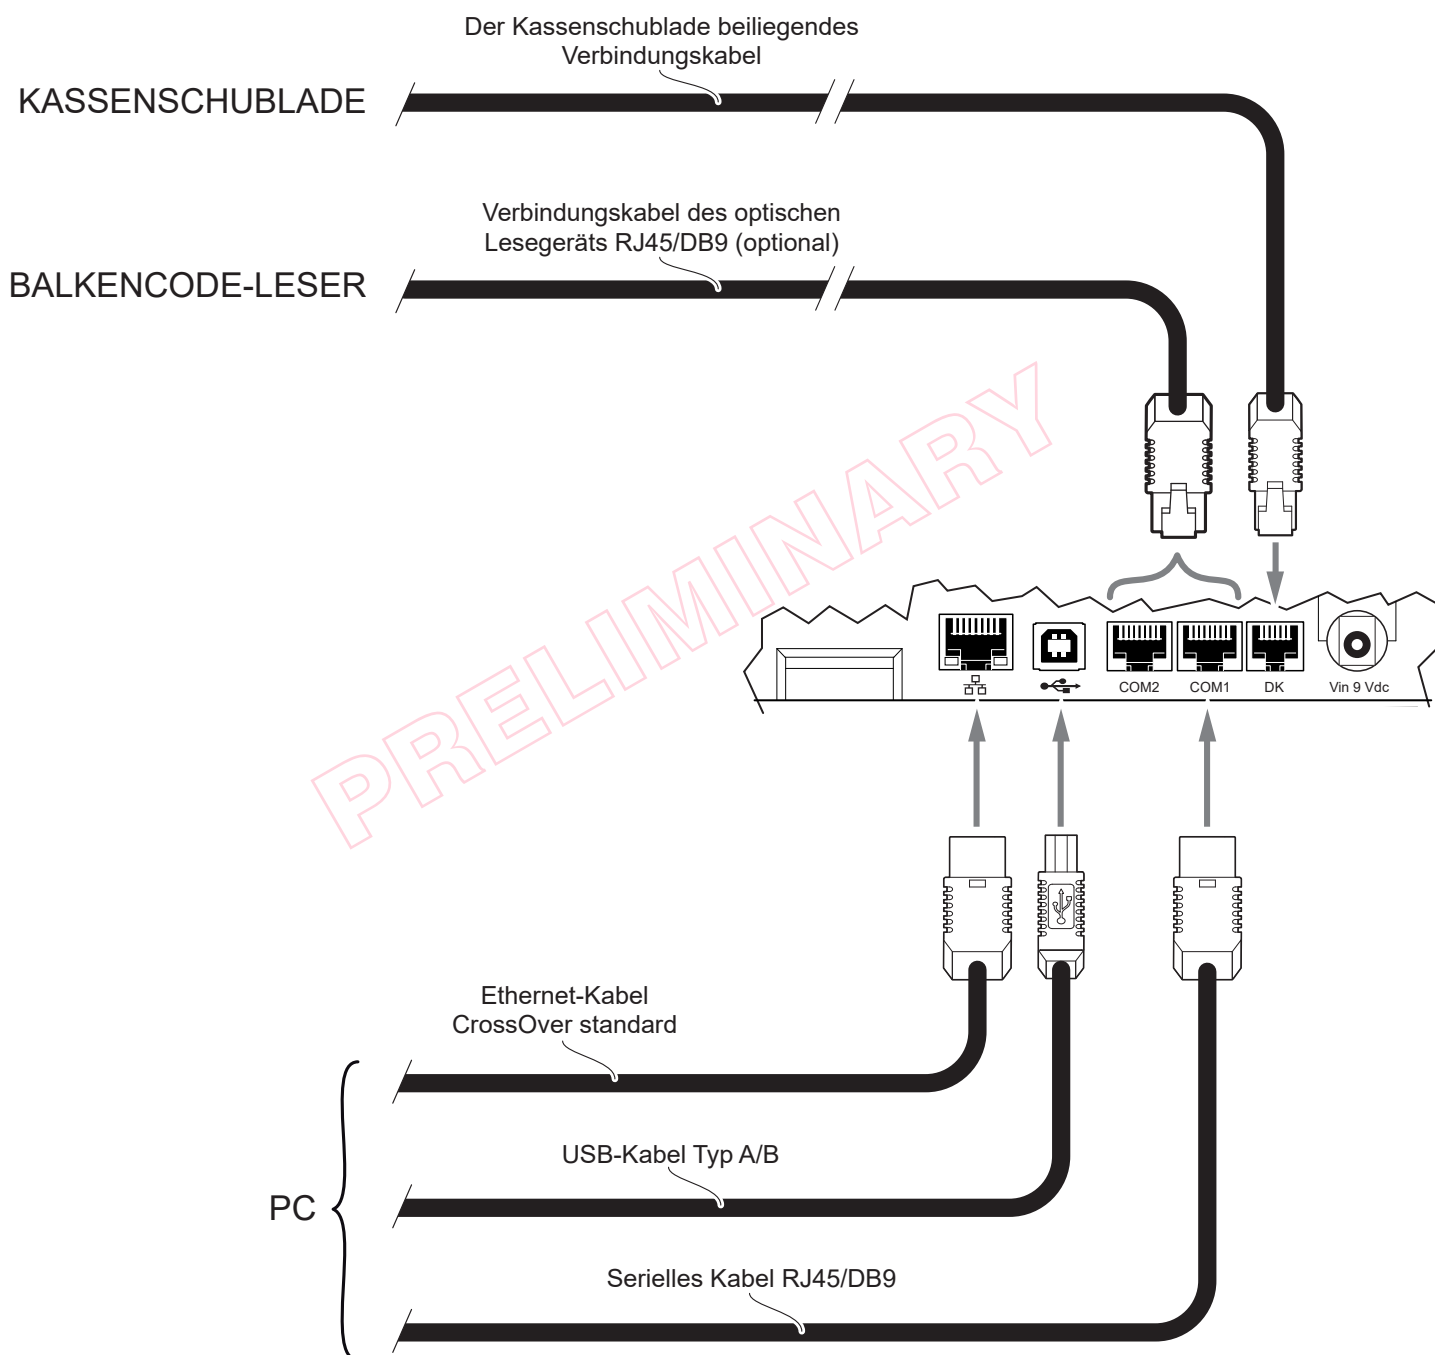 Der Kassenschublade beiliegendes
Verbindungskabel
KASSENSCHUBLADE
Verbindungskabel des optischen
Lesegeräts RJ45/DB9 (optional)
BALKENCODE-LESER
PRELIMINARY
COM2 COM1 DK Vin 9 Vdc
Ethernet-Kabel
CrossOver standard
USB-Kabel Typ A/B
PC
Serielles Kabel RJ45/DB9